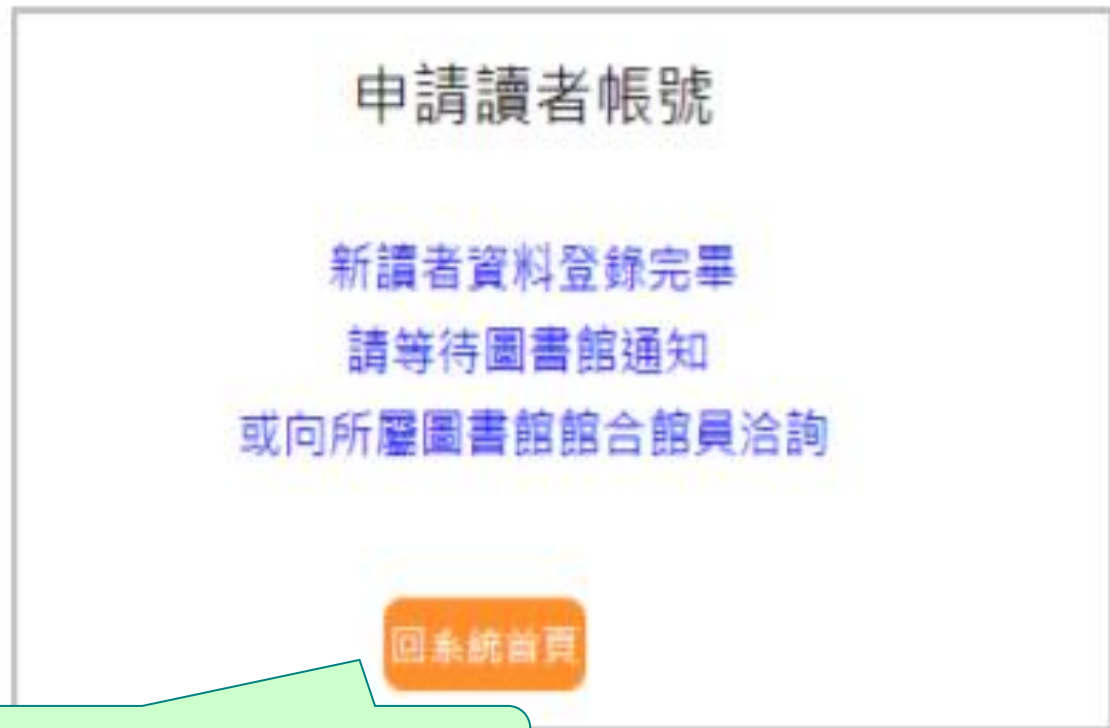 申請讀者帳號
新讀者資料登錄完畢
請等待圖書館通知
或向所屬圖書館館合館員洽詢
回系統首頁